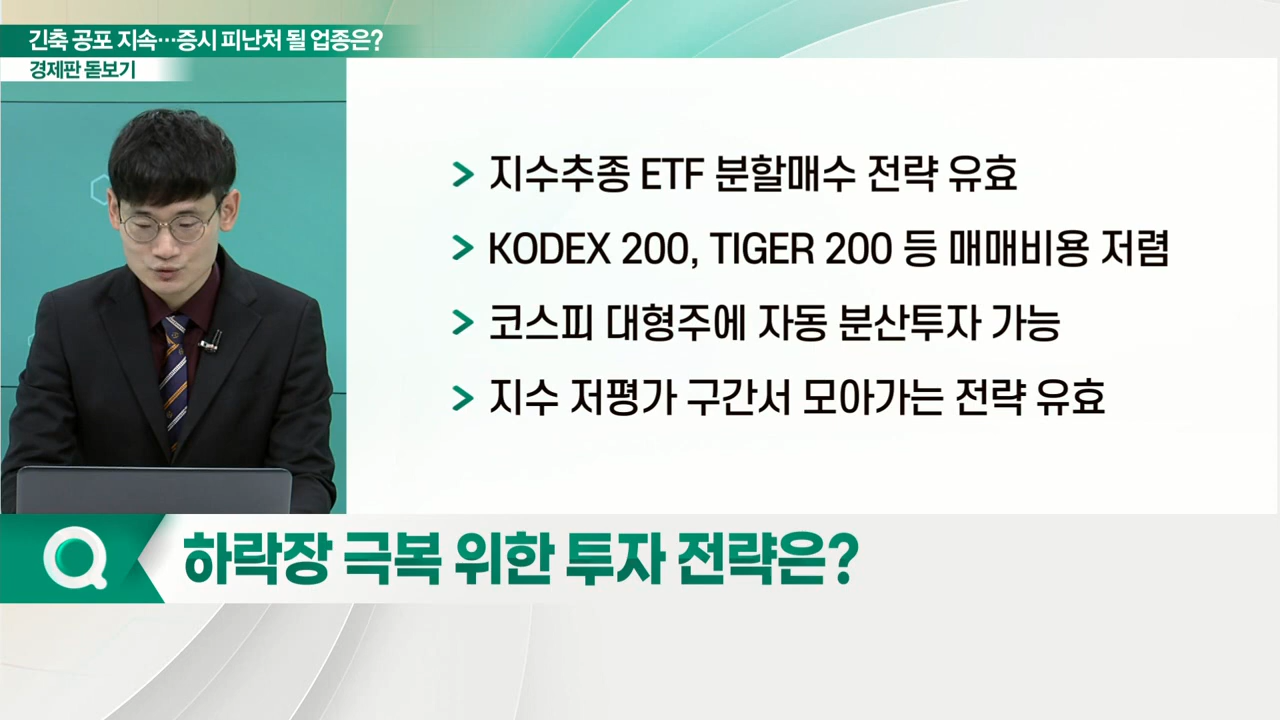 긴축 공포 지속…증시 피난처 될 업종은?
경제판 돋보기
> 지수추종 ETF 분할매수 전략 유효
> KODEX 200, TIGER 200 등 매매비용 저렴
> 코스피 대형주에 자동 분산투자 가능
> 지수 저평가 구간서 모아가는 전략 유효
Q 하락장 극복 위한 투자 전략은?